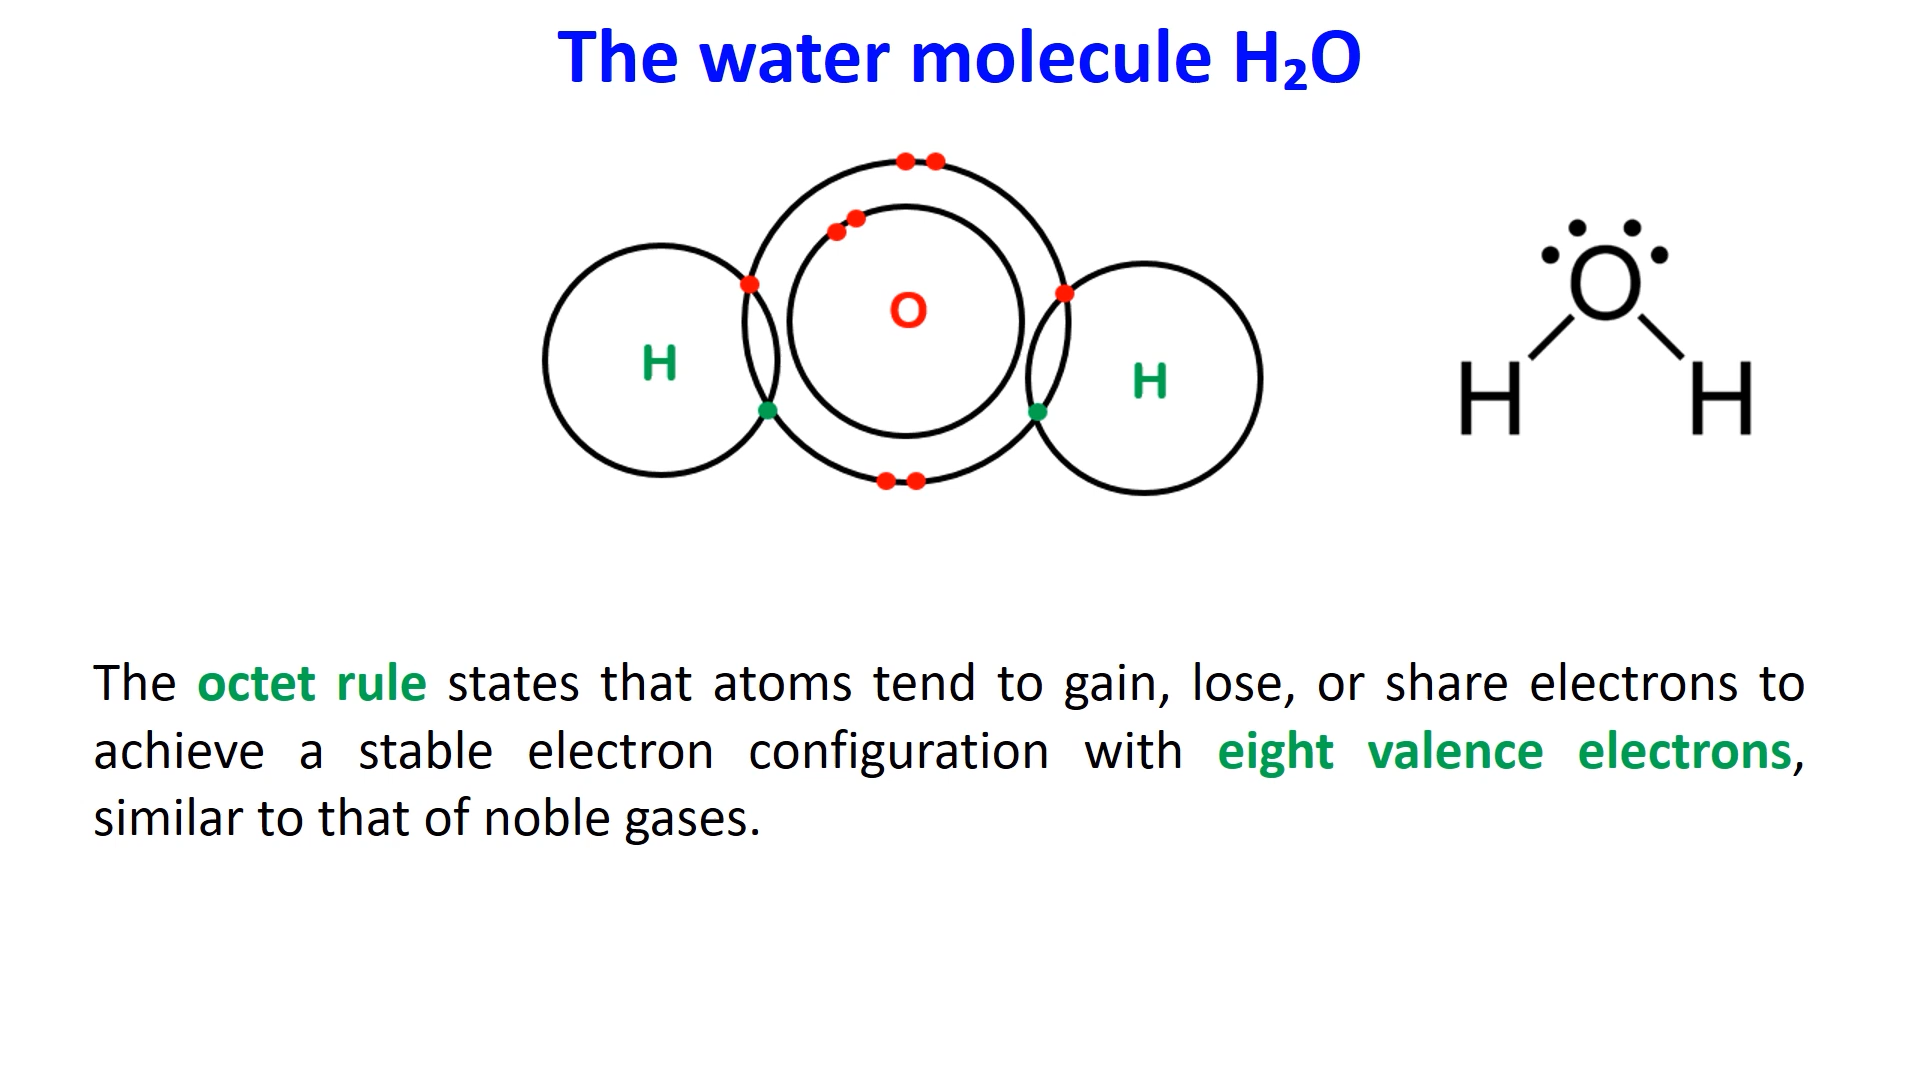 The water molecule H₂O
O
H
H
O
H H
The octet rule states that atoms tend to gain, lose, or share electrons to
achieve a stable electron configuration with eight valence electrons,
similar to that of noble gases.